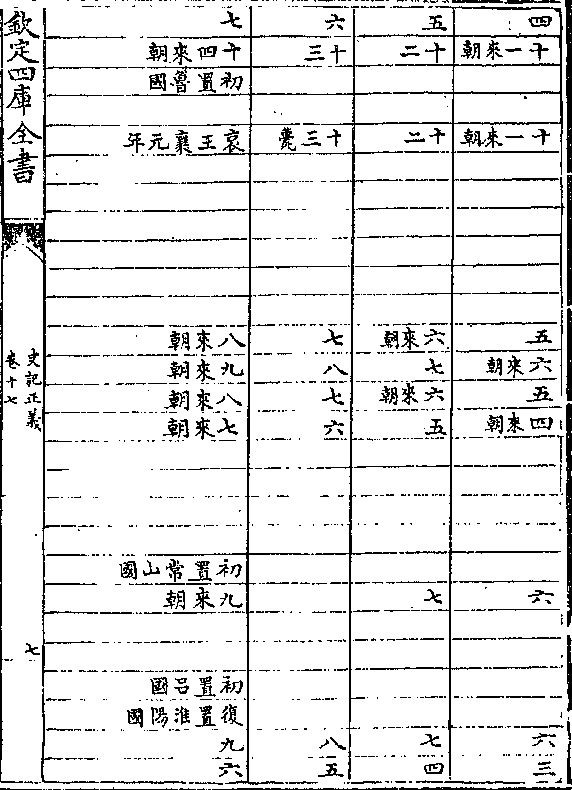 四 五 六 七
十一來朝 十二 十三 十四來朝
初置魯國
十一來朝 十二 十三薨 哀王襄元年
五 六來朝 七 八來朝
六來朝 七 八 九來朝
五 六來朝 七 八來朝
四來朝 五 六 七來朝
初置常山國
六 七 九來朝
初置呂國
復置淮陽國
六 七 八 九
三 四 五 六
欽定四庫全書
史記正義
卷十七
七